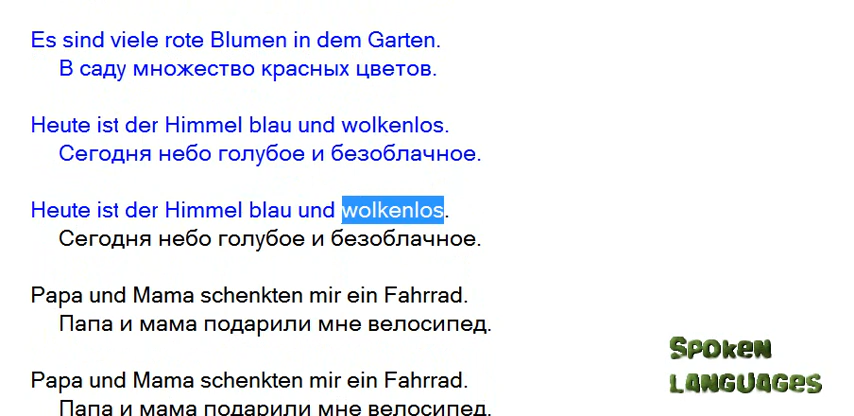 Es sind viele rote Blumen in dem Garten.
В саду множество красных цветов.
Heute ist der Himmel blau und wolkenlos.
Сегодня небо голубое и безоблачное.
Heute ist der Himmel blau und wolkenlos.
Сегодня небо голубое и безоблачное.
Papa und Mama schenkten mir ein Fahrrad.
Папа и мама подарили мне велосипед.
Papa und Mama schenkten mir ein Fahrrad.
Папа и мама подарили мне велосипед.
Spoken
Languages